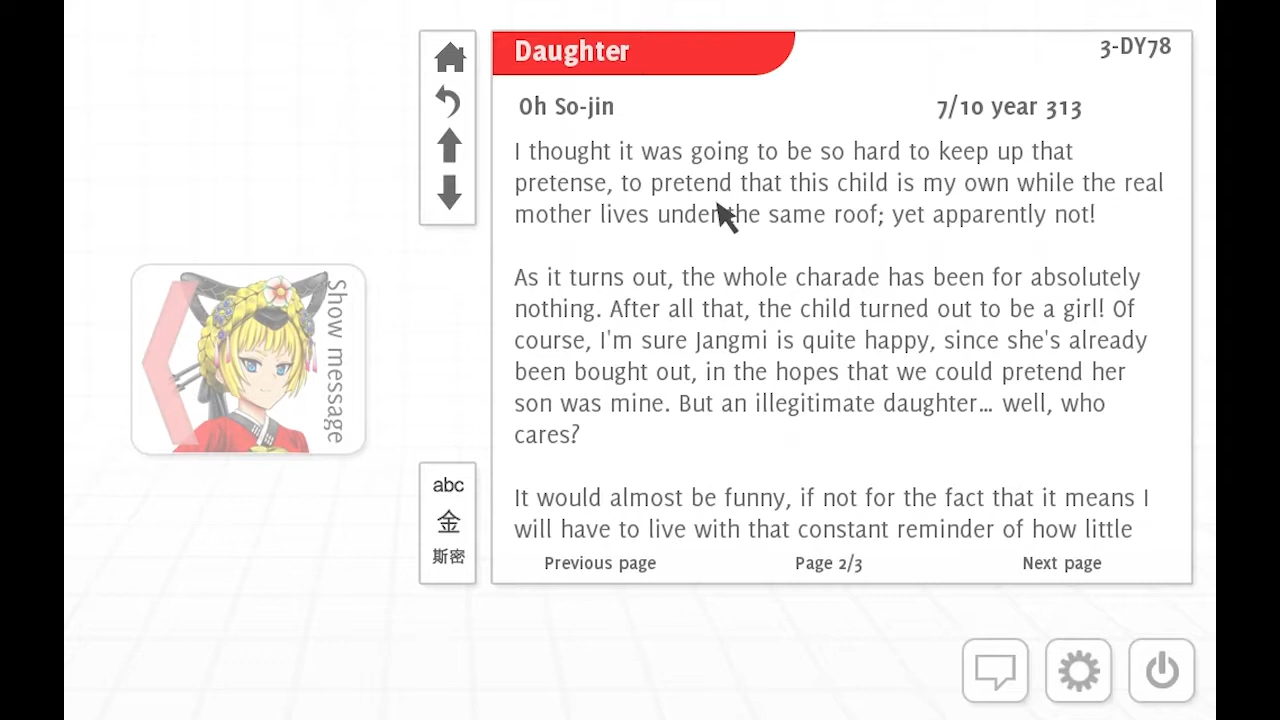 Daughter
3-DY78
Oh So-jin
7/10 year 313
I thought it was going to be so hard to keep up that
pretense, to pretend that this child is my own while the real
mother lives under the same roof; yet apparently not!
As it turns out, the whole charade has been for absolutely
nothing. After all that, the child turned out to be a girl! Of
course, I'm sure Jangmi is quite happy, since she's already
been bought out, in the hopes that we could pretend her
son was mine. But an illegitimate daughter... well, who
cares?
It would almost be funny, if not for the fact that it means I
will have to live with that constant reminder of how little
Previous page
Page 2/3
Next page
Show message
abc
金
斯密